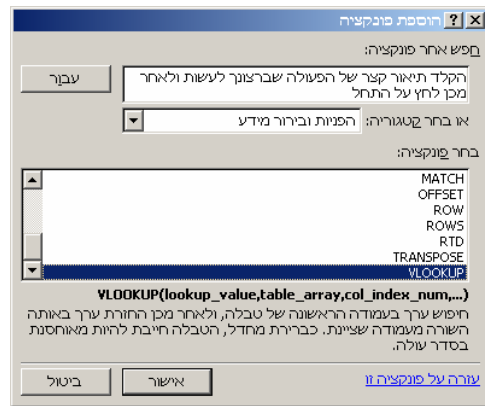 הוספת פונקציה
חפש אחר פונקציה:
הקלד תיאור קצר של הפעולה שברצונך לעשות ולאחר
מכן לחץ על התחל
עבור
או בחר קטגוריה: הפניות ובירור מידע
בחר פונקציה:
MATCH
OFFSET
ROW
ROWS
RTD
TRANSPOSE
VLOOKUP
VLOOKUP(lookup_value,table_array,col_index_num,...)
חיפוש ערך בעמודה הראשונה של טבלה, ולאחר מכן החזרת ערך באותה
השורה מעמודה שציינת. כברירת מחדל, הטבלה חייבת להיות מאוחסנת
בסדר עולה.
עזרה על פונקציה זו
אישור
ביטול